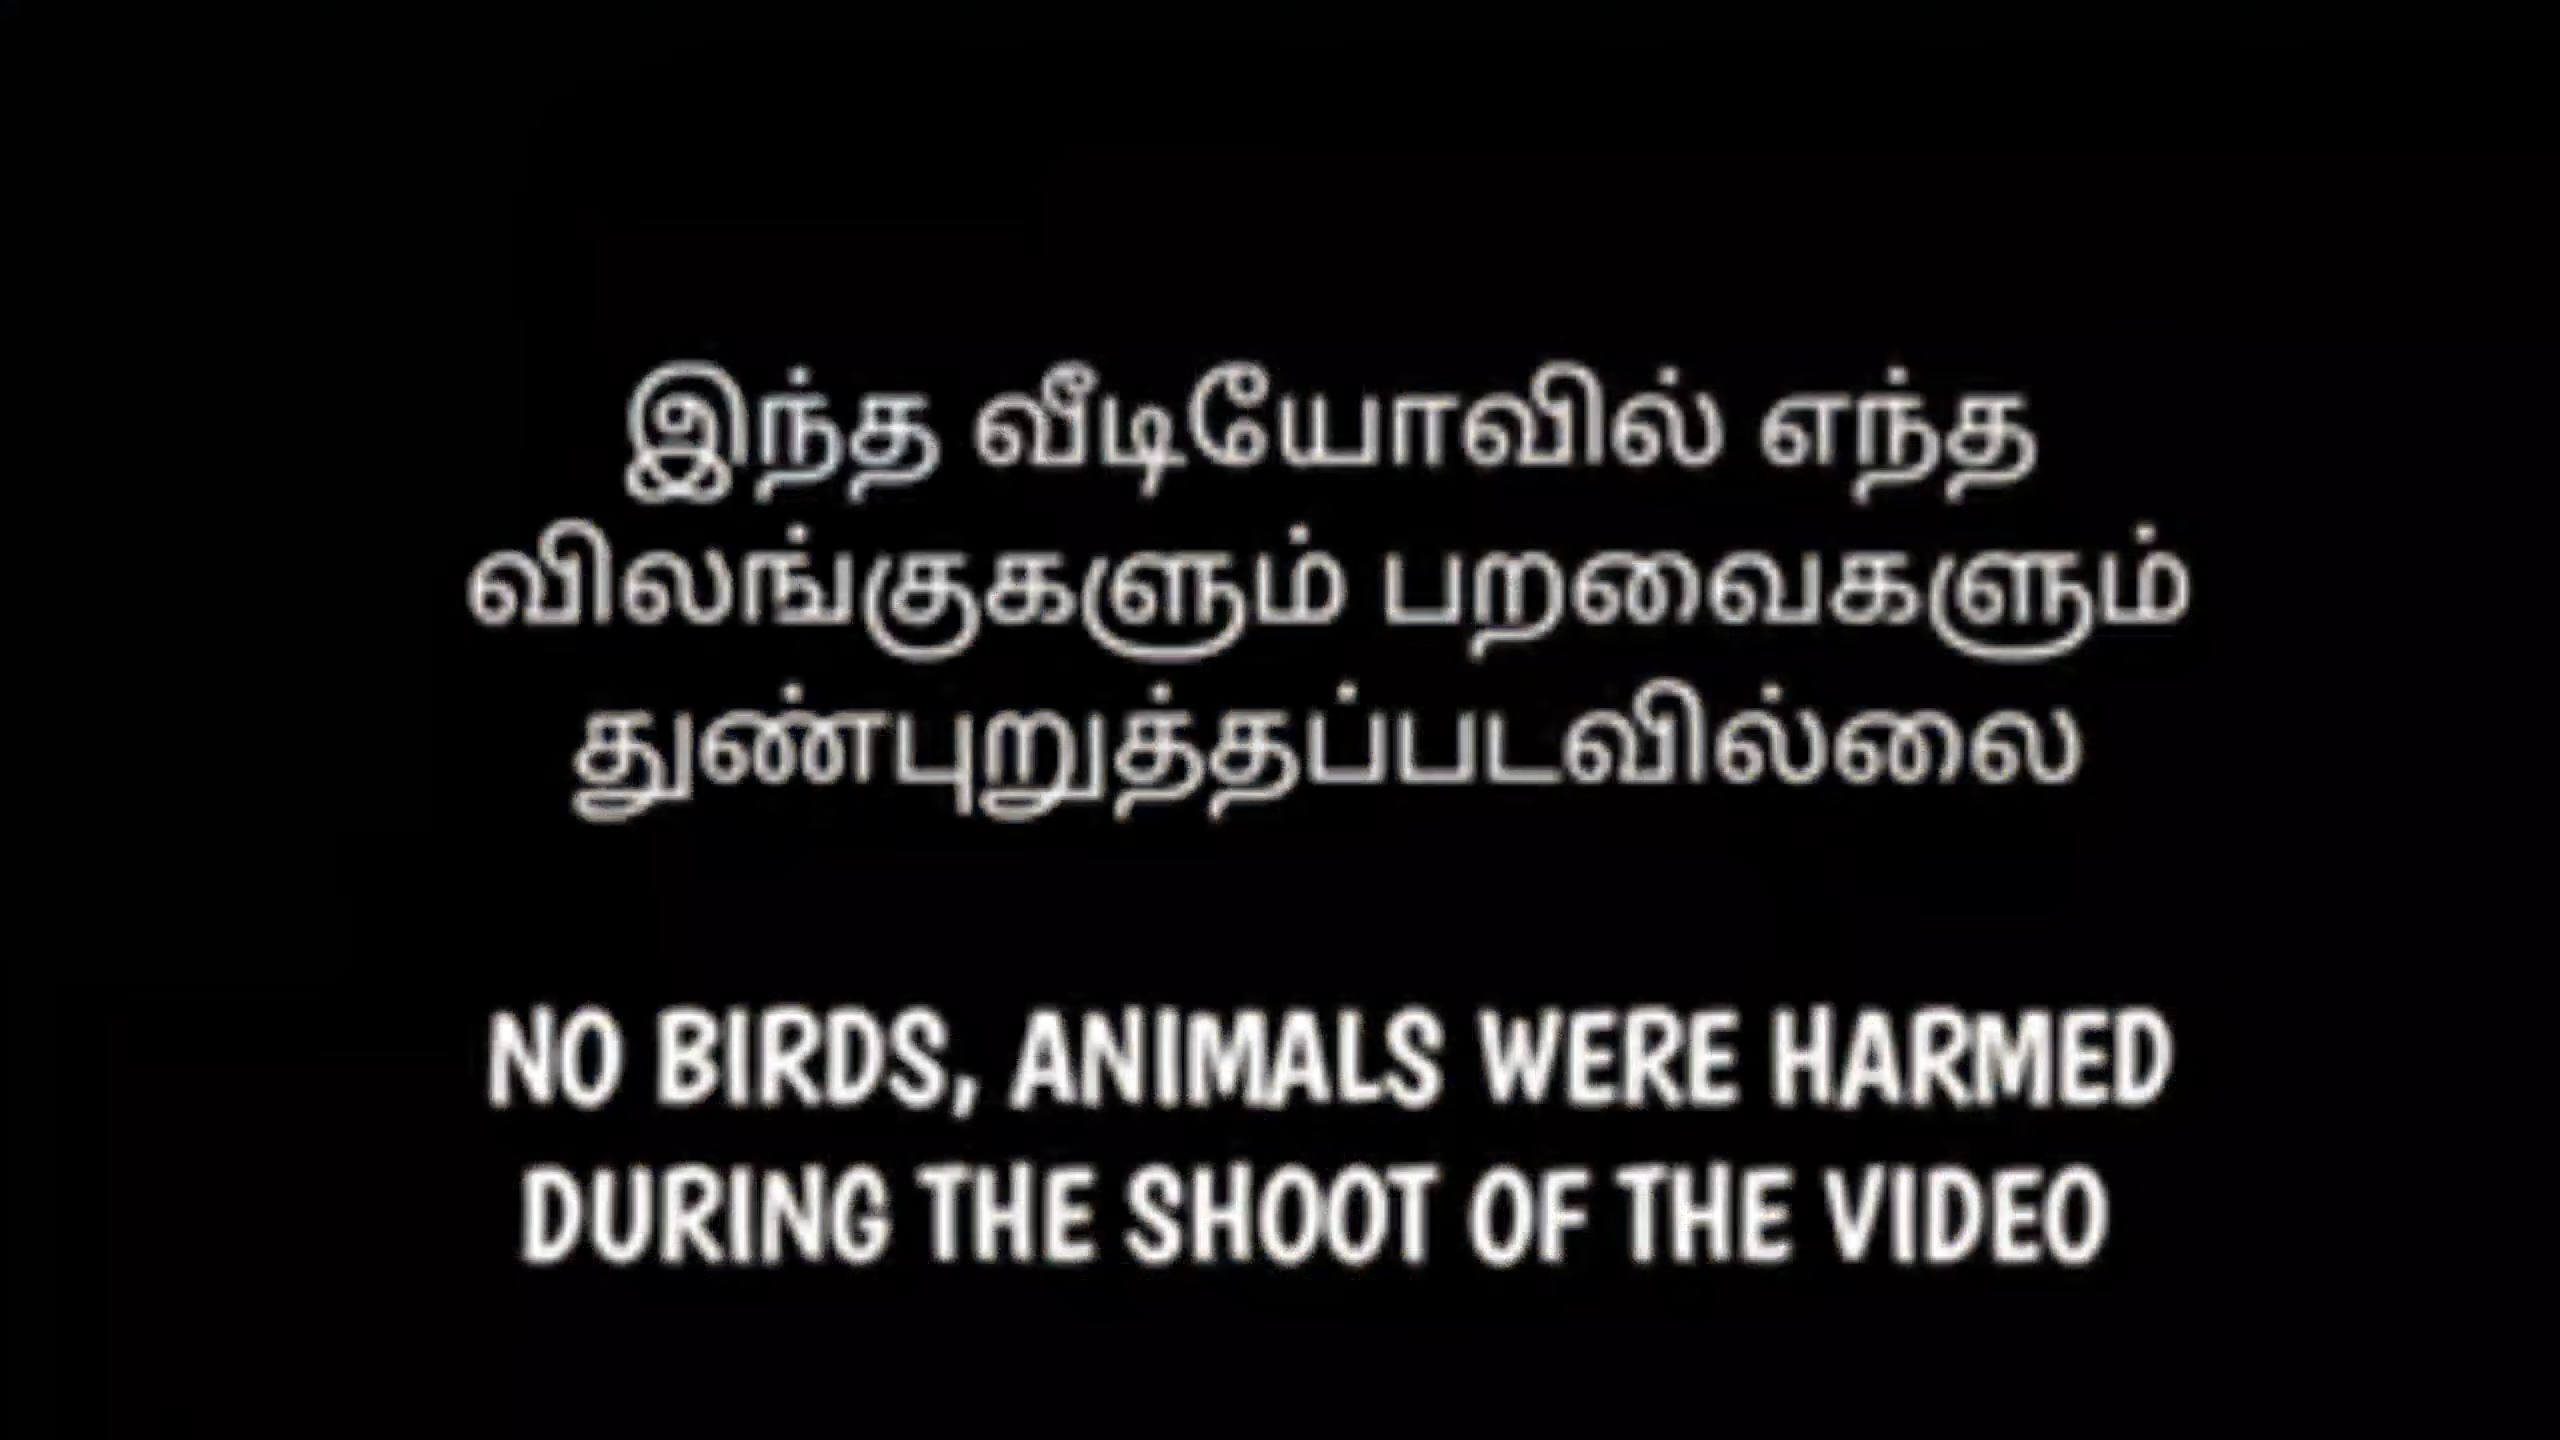 இந்த வீடியோவில் எந்த
விலங்குகளும் பறவைகளும்
துண்புறுத்தப்படவில்லை
NO BIRDS, ANIMALS WERE HARMED
DURING THE SHOOT OF THE VIDEO